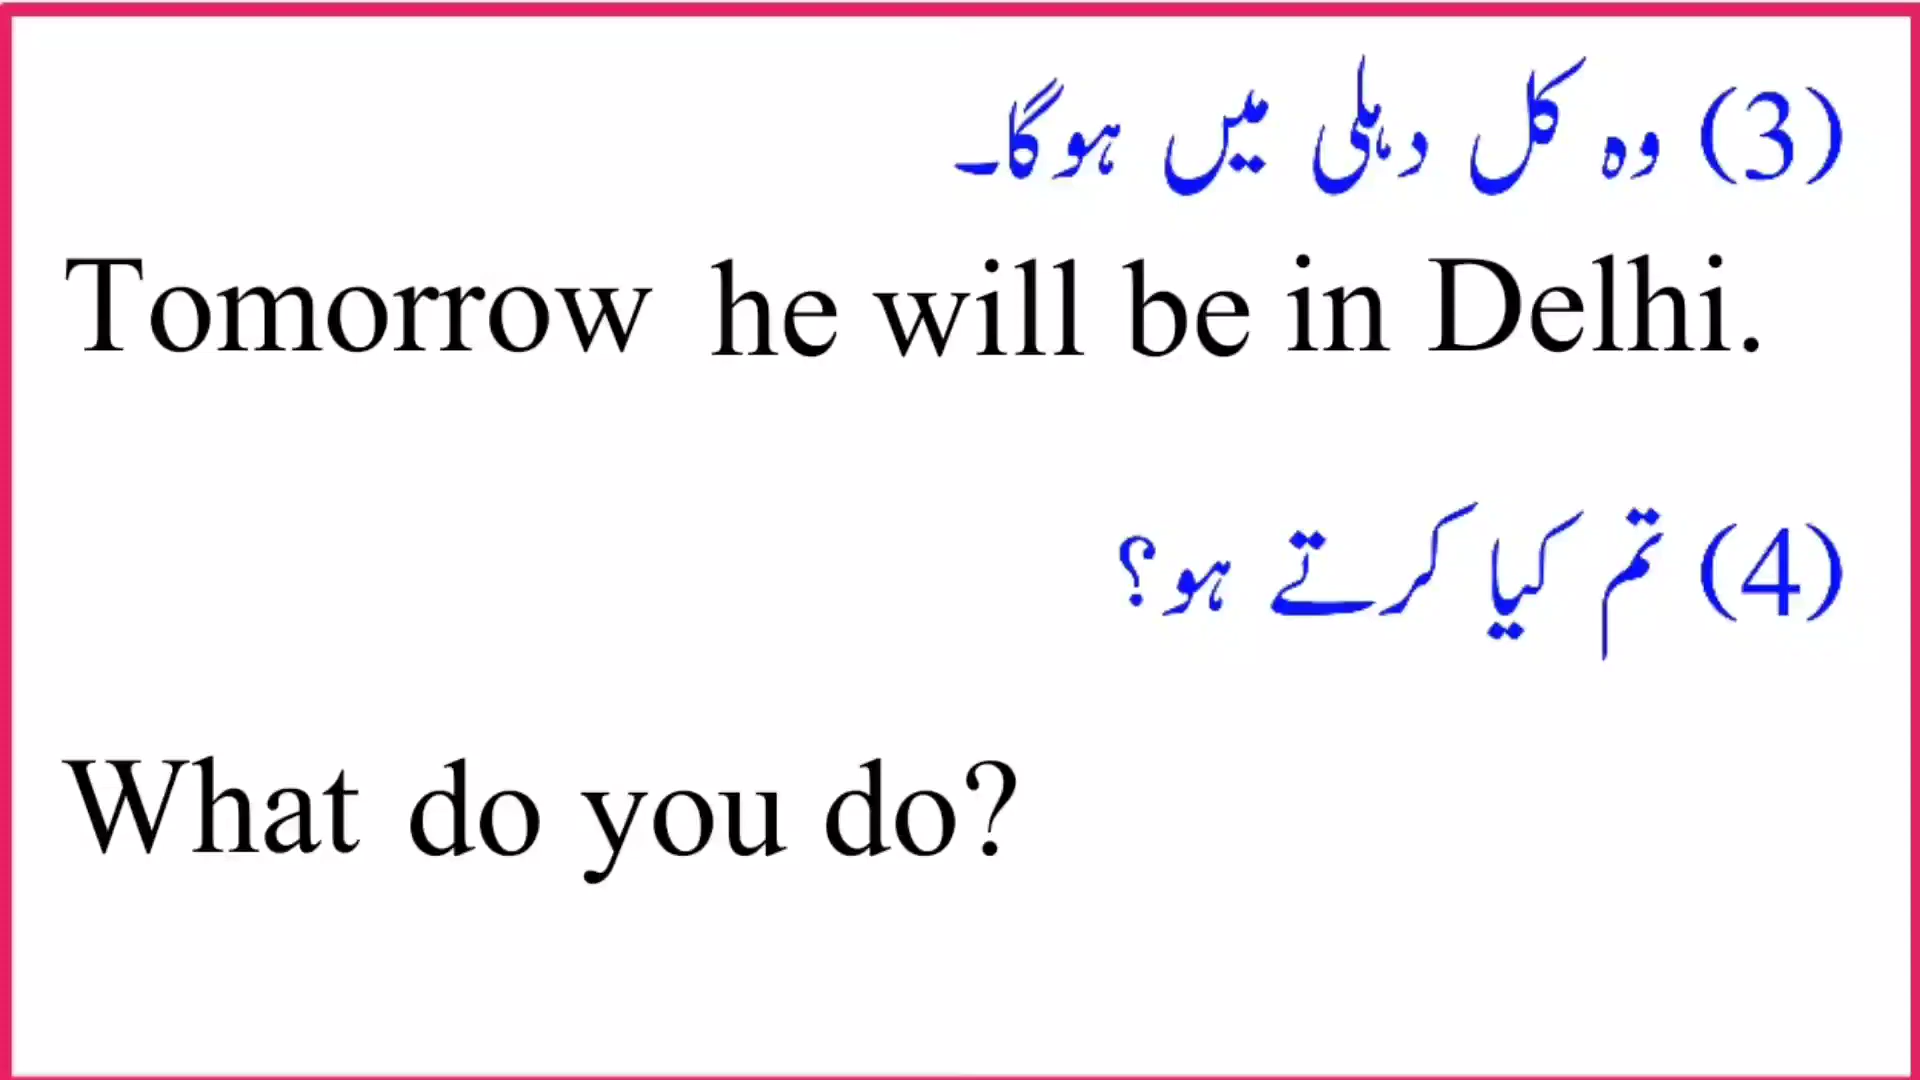 (3) وہ کل دہلی میں ہوگا۔
Tomorrow he will be in Delhi.
(4) تم کیا کرتے ہو؟
What do you do?